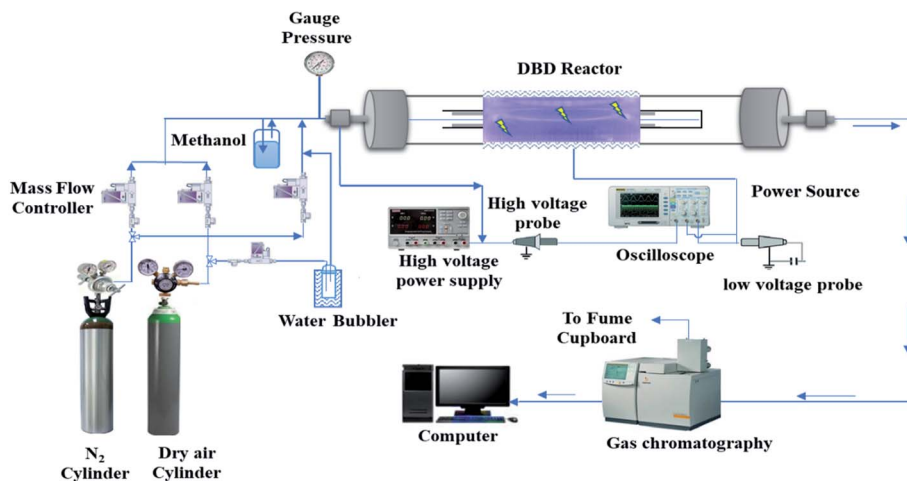 Gauge
Pressure
DBD Reactor
Methanol
Mass Flow
Controller
High voltage
probe
Power Source
High voltage
power supply
Oscilloscope
low voltage probe
Water Bubbler
To Fume
Cupboard
N₂
Cylinder
Dry air
Cylinder
Computer
Gas chromatography